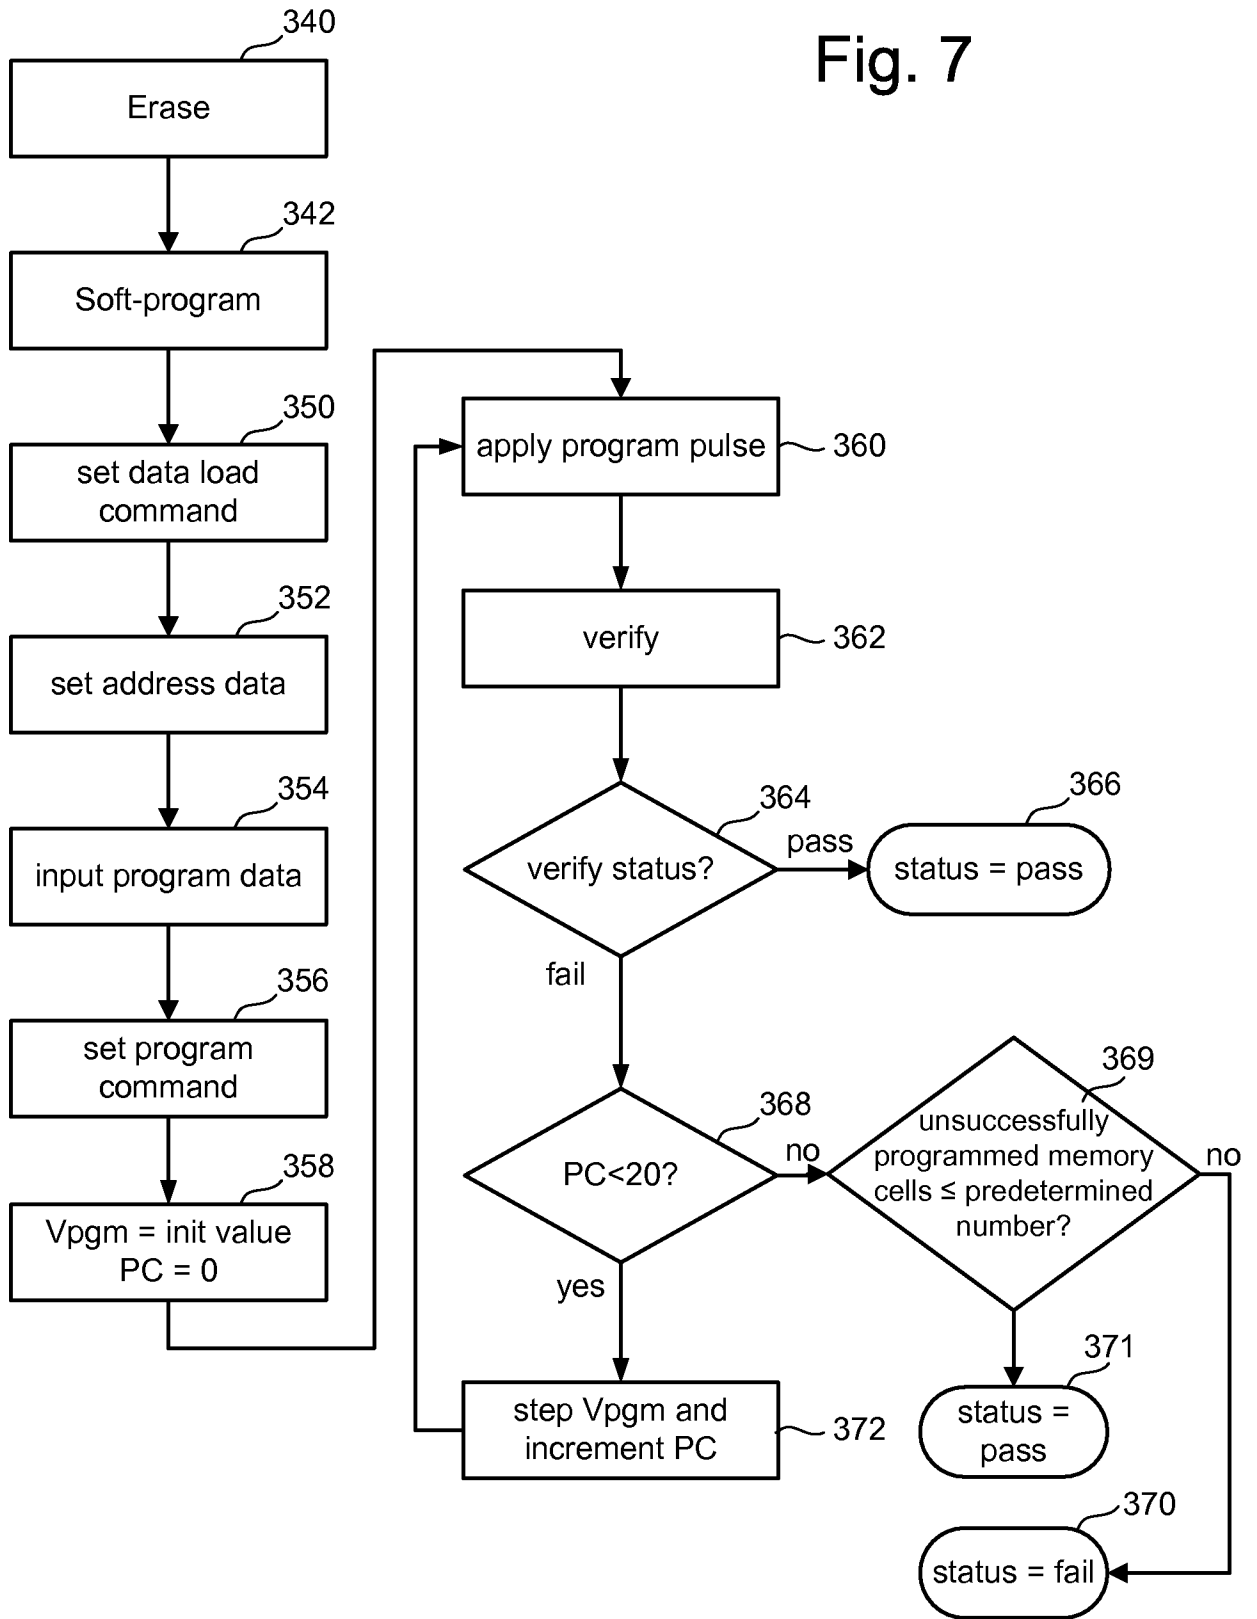 Fig. 7
340
Erase
342
Soft-program
350
set data load
command
352
set address data
354
input program data
356
set program
command
358
Vpgm = init value
PC = 0
apply program pulse
360
verify
362
364
verify status?
pass
366
status = pass
fail
368
PC<20?
no
369
unsuccessfully
programmed memory
cells ≤ predetermined
number?
no
yes
step Vpgm and
increment PC
372
371
status =
pass
370
status = fail